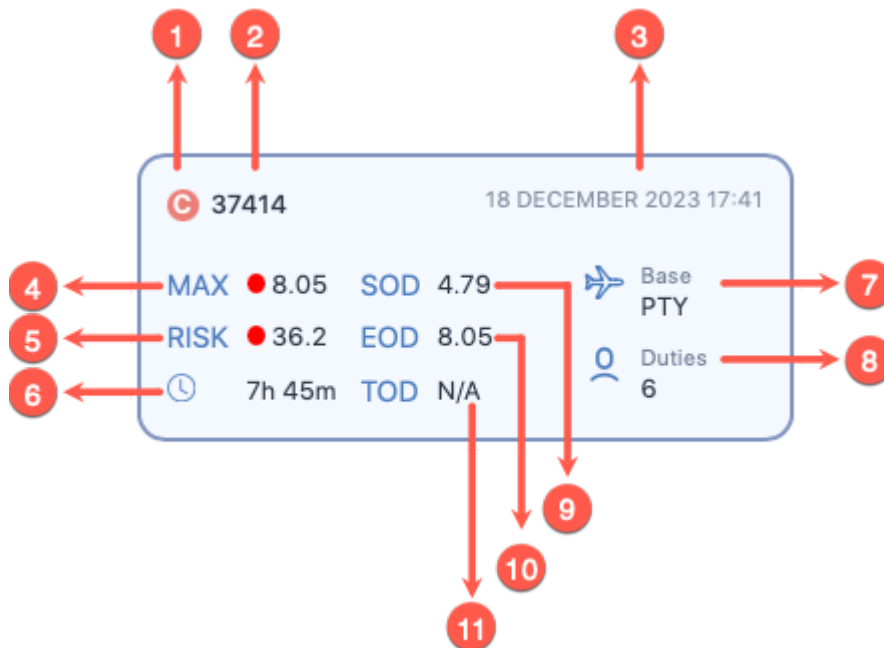 1 2 3
C 37414 18 DECEMBER 2023 17:41
4 MAX 8.05 SOD 4.79 Base 7
PTY
5 RISK 36.2 EOD 8.05 Duties 8
6 7h 45m TOD N/A 6
9
10
11